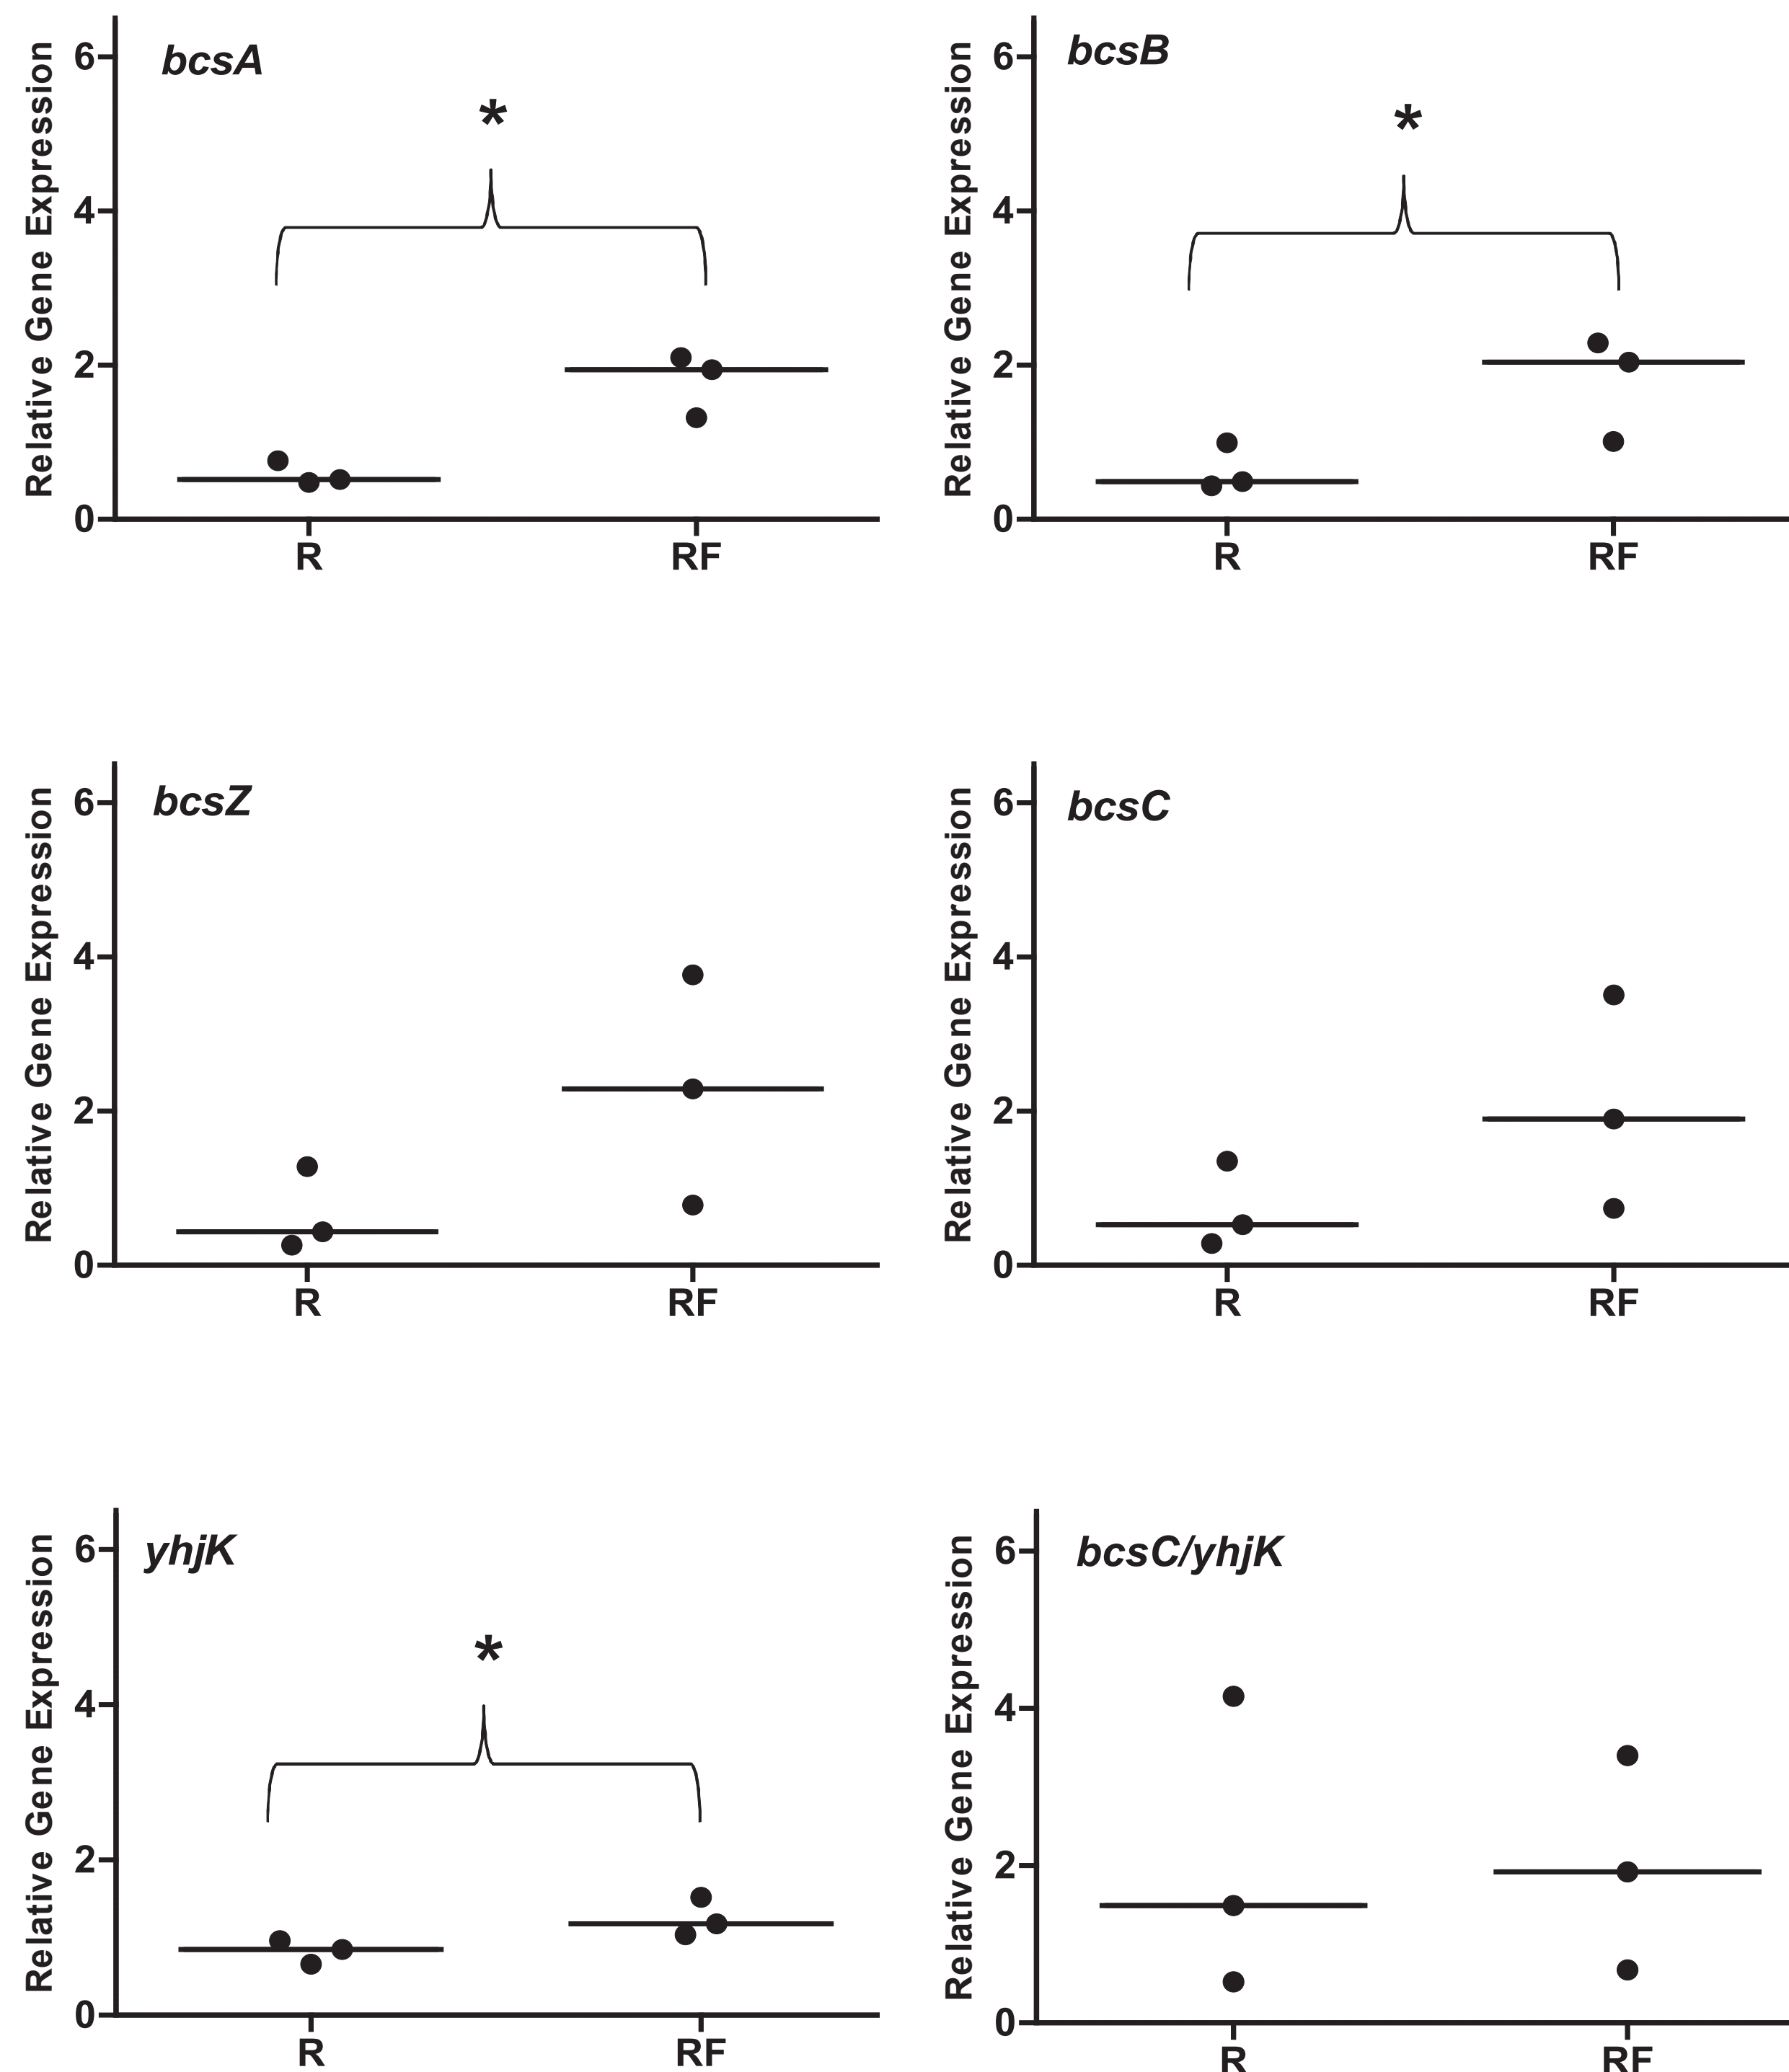 bcsA
*
Relative Gene Expression
6
4
2
0
R RF
bcsB
*
Relative Gene Expression
6
4
2
0
R RF
bcsZ
Relative Gene Expression
6
4
2
0
R RF
bcsC
Relative Gene Expression
6
4
2
0
R RF
yhjK
*
Relative Gene Expression
6
4
2
0
R RF
bcsC/yhjK
Relative Gene Expression
6
4
2
0
R RF